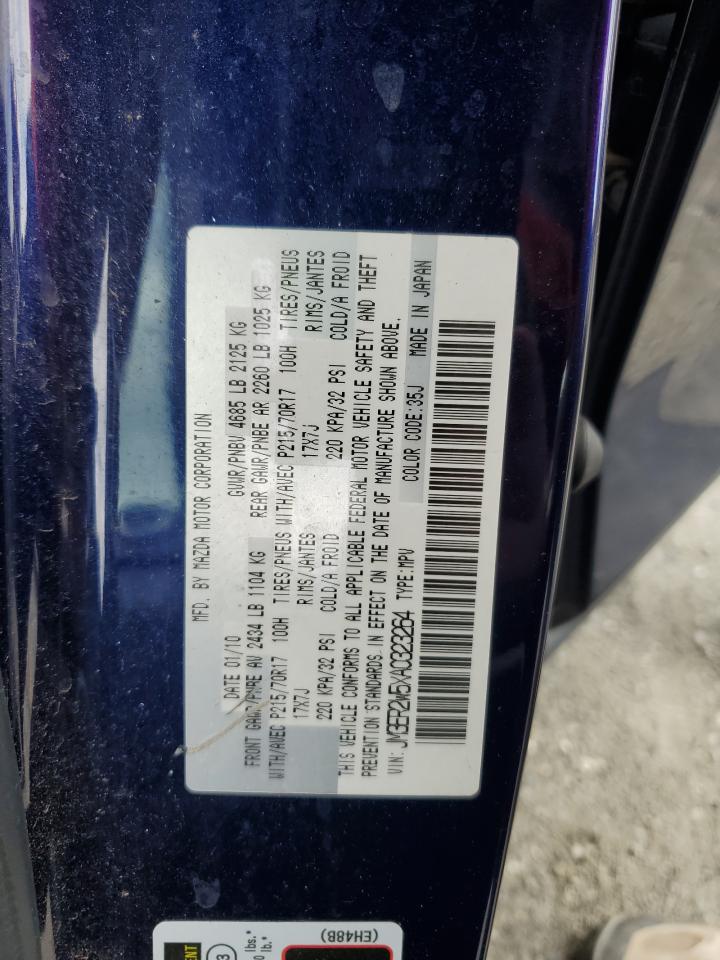 MFD. BY MAZDA MOTOR CORPORATION
DATE 01/10 GVWR/PNBV 4685 LB 2125 KG
FRONT GAWR/PNBE AV 2434 LB 1104 KG REAR GAWR/PNBE AR 2260 LB 1025 KG
WITH/AVEC P215/70R17 100H TIRES/PNEUS WITH/AVEC P215/70R17 100H TIRES/PNEUS
17X7J RIMS/JANTES 17X7J RIMS/JANTES
220 KPA/32 PSI COLD/A FROID 220 KPA/32 PSI COLD/A FROID
THIS VEHICLE CONFORMS TO ALL APPLICABLE FEDERAL MOTOR VEHICLE SAFETY AND THEFT
PREVENTION STANDARDS IN EFFECT ON THE DATE OF MANUFACTURE SHOWN ABOVE.
VIN: JM3ER2W5XA0323264 TYPE:MPV COLOR CODE:35J MADE IN JAPAN
(EH48B)
lbs.*